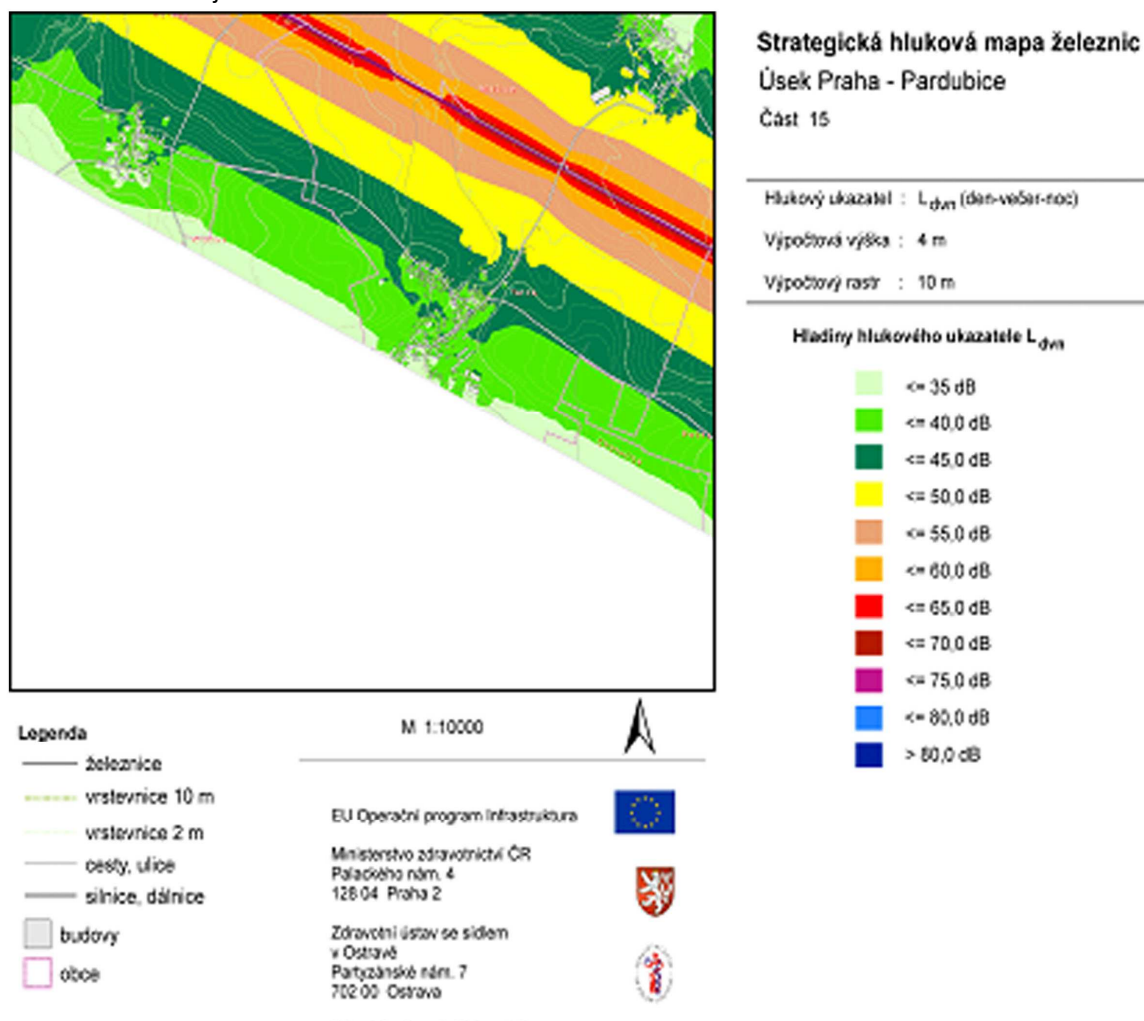 Strategická hluková mapa železnic
Úsek Praha - Pardubice
Část 15
Hlukový ukazatel : Ldvn (den-večer-noc)
Výpočtová výška : 4 m
Výpočtový rastr : 10 m
Hladiny hlukového ukazatele Ldvn
<= 35 dB
<= 40,0 dB
<= 45,0 dB
<= 50,0 dB
<= 55,0 dB
<= 60,0 dB
<= 65,0 dB
<= 70,0 dB
<= 75,0 dB
<= 80,0 dB
> 80,0 dB
Legenda
železnice
vrstevnice 10 m
vrstevnice 2 m
cesty, ulice
silnice, dálnice
budovy
obce
M 1:10000
EU Operační program Infrastruktura
Ministerstvo zdravotnictví ČR
Palackého nám. 4
128 04 Praha 2
Zdravotní ústav se sídlem
v Ostravě
Partyzánské nám. 7
702 00 Ostrava